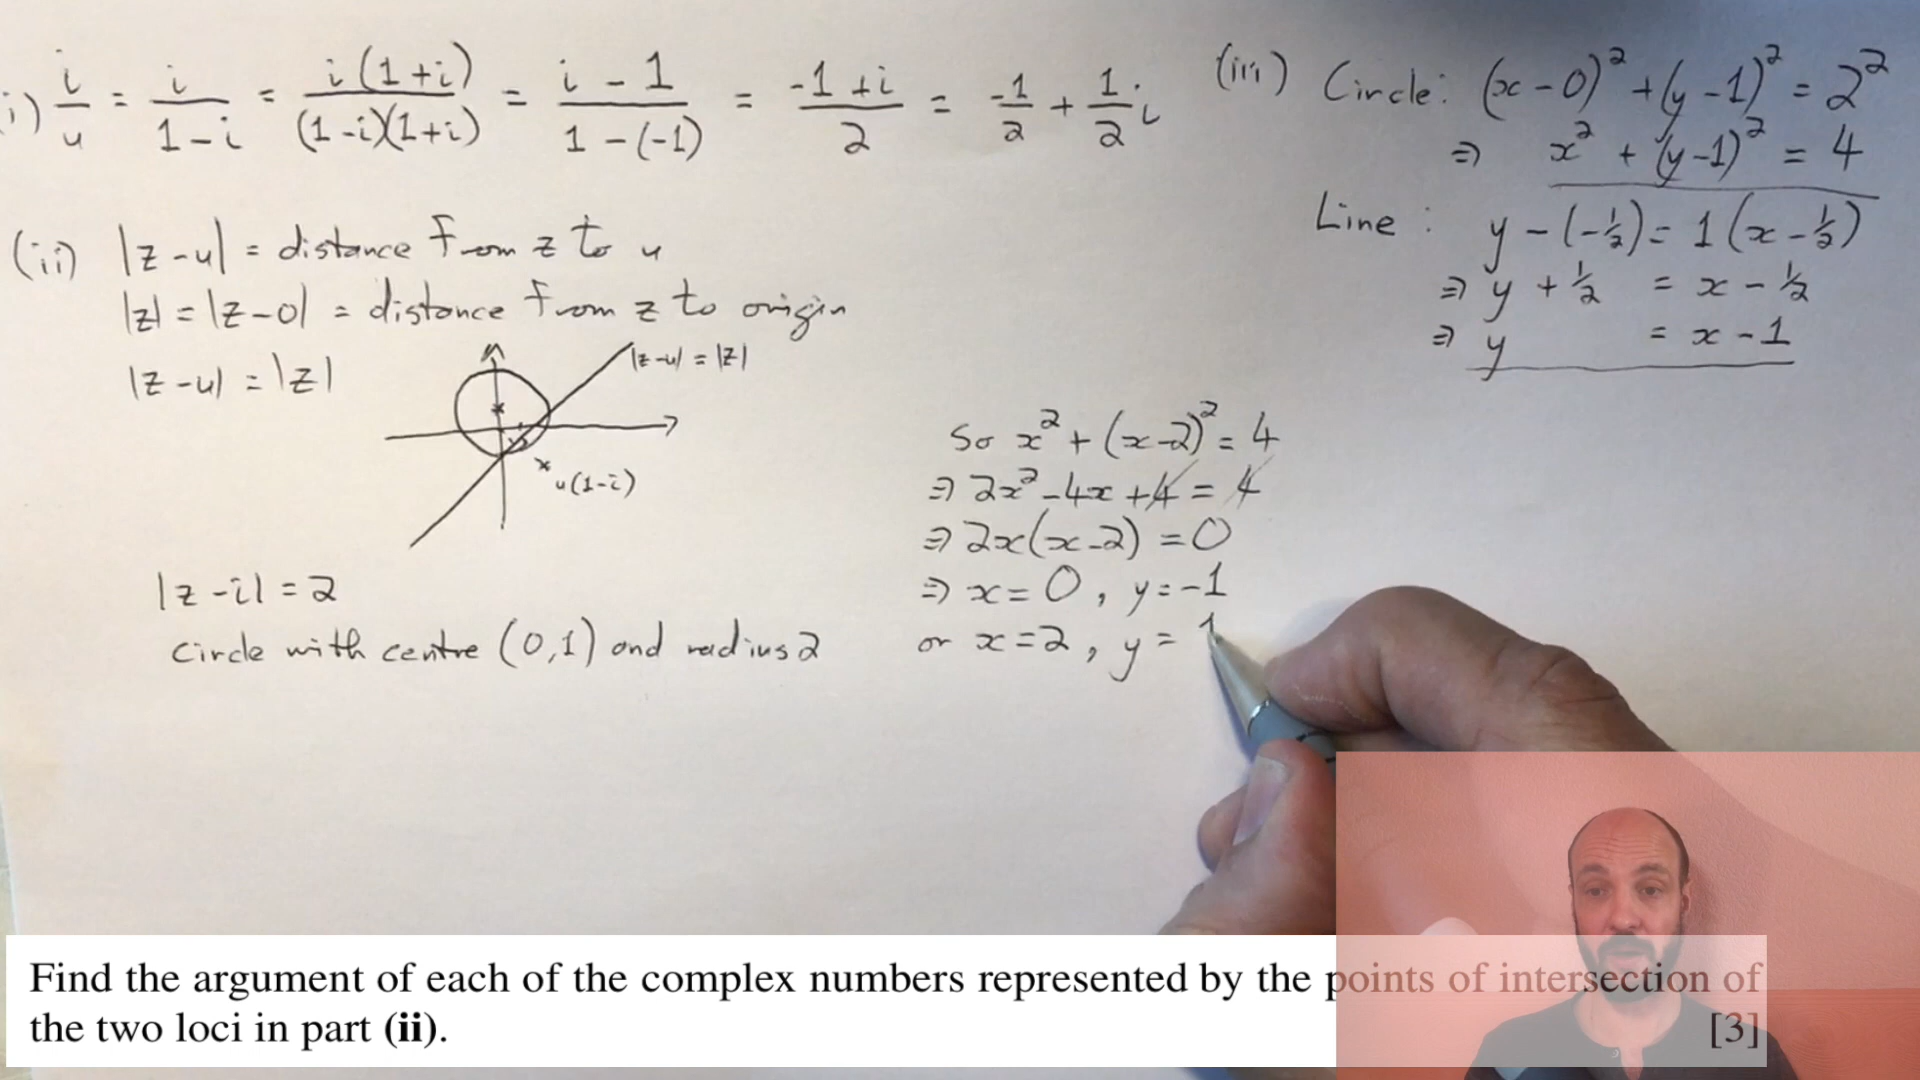 i) i/u = i/(1-i) = i(1+i)/((1-i)(1+i)) = (i-1)/(1-(-1)) = (-1+i)/2 = -1/2 + 1/2 i
(ii) |z-u| = distance from z to u
|z| = |z-0| = distance from z to origin
|z-u| = |z|
|z-u| = |z|
u(1-i)
|z-i| = 2
Circle with centre (0,1) and radius 2
(iii) Circle: (x-0)² + (y-1)² = 2²
⇒ x² + (y-1)² = 4
Line: y-(-½) = 1(x-½)
⇒ y + ½ = x - ½
⇒ y = x - 1
So x² + (x-2)² = 4
⇒ 2x² - 4x + 4 = 4
⇒ 2x(x-2) = 0
⇒ x = 0, y = -1
or x = 2, y = 1
Find the argument of each of the complex numbers represented by the points of intersection of
the two loci in part (ii). [3]